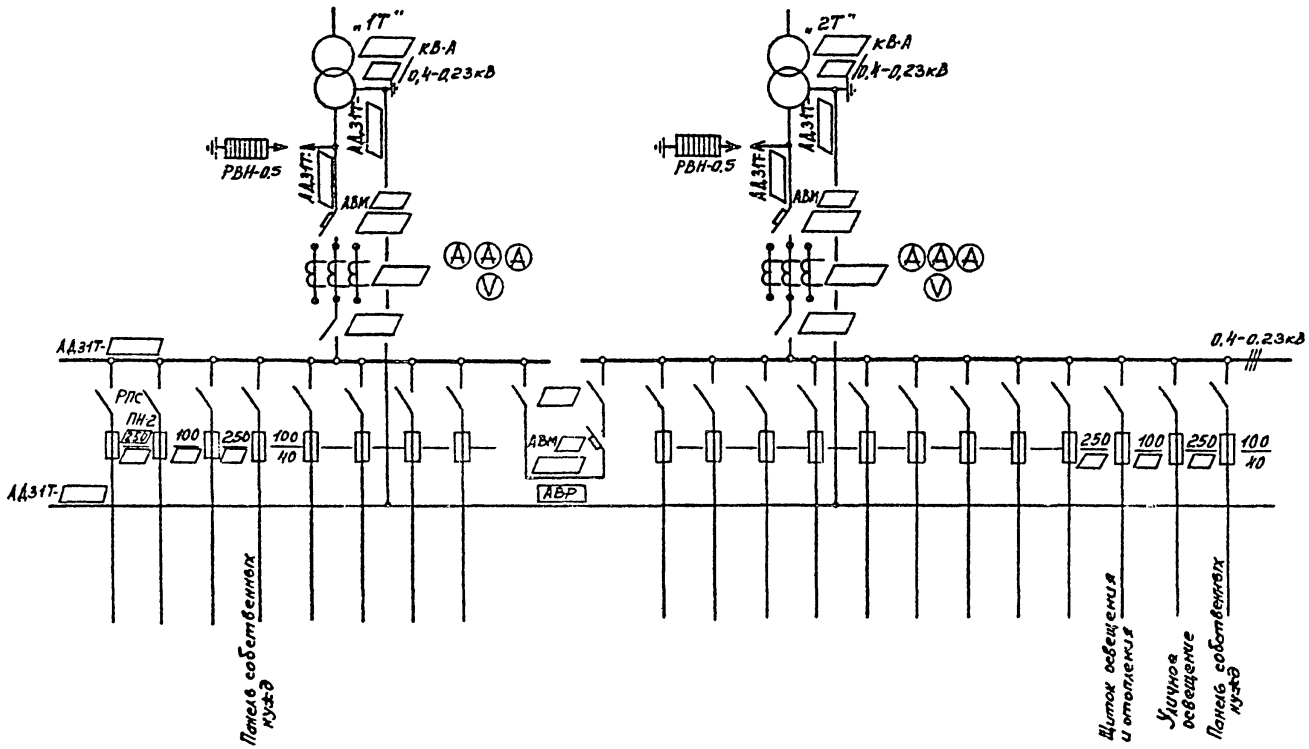 „1Т"
кВ·А
0,4-0,23кВ
АД31Т-
АД31Т-
РВН-0.5
АВМ
А А А
V
„2Т"
кВ·А
0,4-0,23кВ
АД31Т-
АД31Т-
РВН-0.5
АВМ
А А А
V
АД31Т-
0.4-0.23кВ
РПС
ПН-2
250
100
250
100
40
АВМ
АВР
250
100
250
100
40
АД31Т-
Панель собственных
нужд
Щиток освещения
и отопления
Уличное
освещение
Панель собственных
нужд